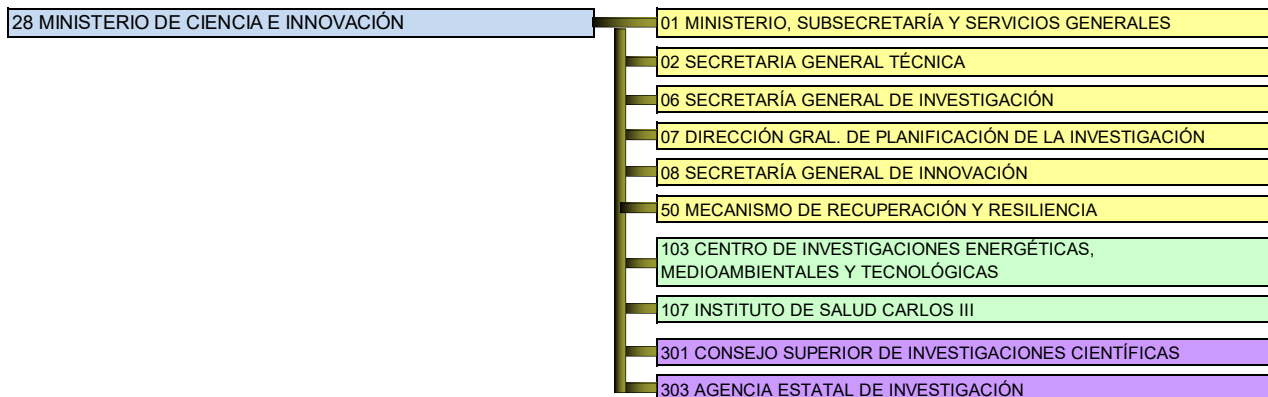 28 MINISTERIO DE CIENCIA E INNOVACIÓN
01 MINISTERIO, SUBSECRETARÍA Y SERVICIOS GENERALES
02 SECRETARIA GENERAL TÉCNICA
06 SECRETARÍA GENERAL DE INVESTIGACIÓN
07 DIRECCIÓN GRAL. DE PLANIFICACIÓN DE LA INVESTIGACIÓN
08 SECRETARÍA GENERAL DE INNOVACIÓN
50 MECANISMO DE RECUPERACIÓN Y RESILIENCIA
103 CENTRO DE INVESTIGACIONES ENERGÉTICAS,
MEDIOAMBIENTALES Y TECNOLÓGICAS
107 INSTITUTO DE SALUD CARLOS III
301 CONSEJO SUPERIOR DE INVESTIGACIONES CIENTÍFICAS
303 AGENCIA ESTATAL DE INVESTIGACIÓN